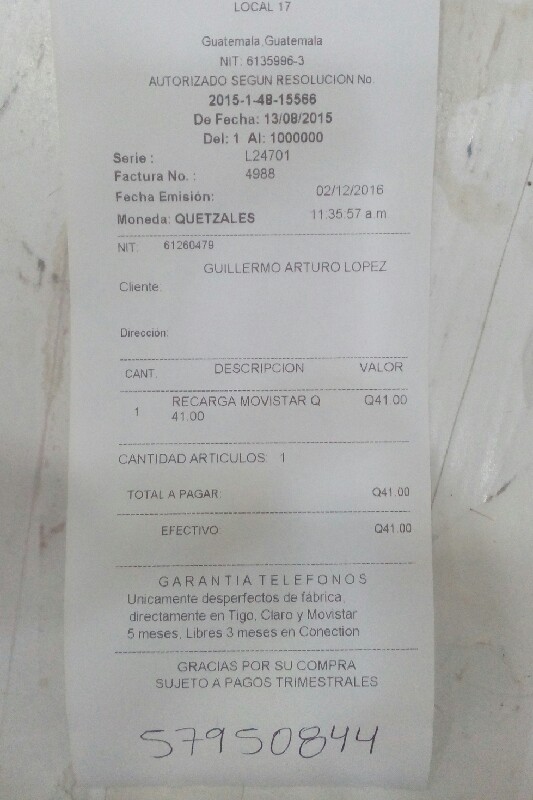 LOCAL 17
Guatemala,Guatemala
NIT: 6135996-3
AUTORIZADO SEGUN RESOLUCION No.
2015-1-48-15566
De Fecha: 13/08/2015
Del: 1 Al: 1000000
Serie : L24701
Factura No. : 4988
Fecha Emisión: 02/12/2016
Moneda: QUETZALES 11:35:57 a.m
NIT: 61260479
GUILLERMO ARTURO LOPEZ
Cliente:
Dirección:
CANT. DESCRIPCION VALOR
1 RECARGA MOVISTAR Q Q41.00
41.00
CANTIDAD ARTICULOS: 1
TOTAL A PAGAR: Q41.00
EFECTIVO: Q41.00
GARANTIA TELEFONOS
Unicamente desperfectos de fábrica,
directamente en Tigo, Claro y Movistar
5 meses, Libres 3 meses en Conection
GRACIAS POR SU COMPRA
SUJETO A PAGOS TRIMESTRALES
57950844